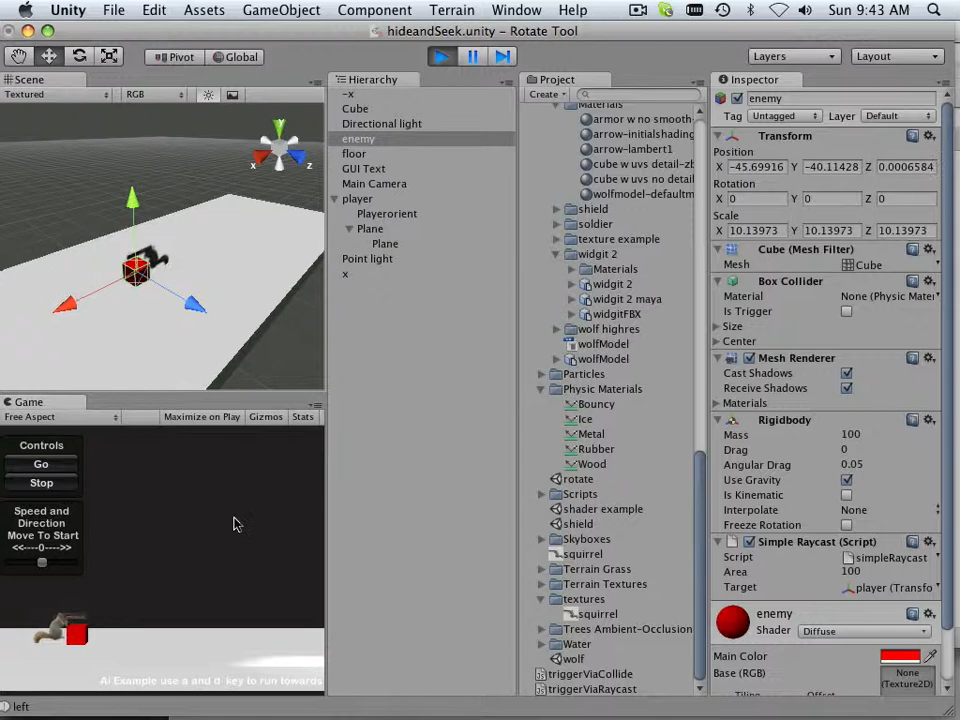 Unity File Edit Assets GameObject Component Terrain Window Help Sun 9:43 AM
hideandSeek.unity - Rotate Tool
Pivot Global Layers Layout
Scene
Textured RGB
y x z
Game
Free Aspect Maximize on Play Gizmos Stats
Controls
Go
Stop
Speed and
Direction
Move To Start
<<----0---->>
Ai Example use a and d- key to run towards
left
Hierarchy
-x
Cube
Directional light
enemy
floor
GUI Text
Main Camera
player
Playerorient
Plane
Plane
Point light
x
Project
Create
Materials
armor w no smooth
arrow-initialshading
arrow-lambert1
cube w uvs detail-zb
cube w uvs no detail
wolfmodel-defaultm
shield
soldier
texture example
widgit 2
Materials
widgit 2
widgit 2 maya
widgitFBX
wolf highres
wolfModel
wolfModel
Particles
Physic Materials
Bouncy
Ice
Metal
Rubber
Wood
rotate
Scripts
shader example
shield
Skyboxes
squirrel
Terrain Grass
Terrain Textures
textures
squirrel
Trees Ambient-Occlusion
Water
wolf
triggerViaCollide
triggerViaRaycast
Inspector
enemy
Tag Untagged Layer Default
Transform
Position
X -45.69916 Y -40.11428 Z 0.0006584
Rotation
X 0 Y 0 Z 0
Scale
X 10.13973 Y 10.13973 Z 10.13973
Cube (Mesh Filter)
Mesh Cube
Box Collider
Material None (Physic Mater
Is Trigger
Size
Center
Mesh Renderer
Cast Shadows
Receive Shadows
Materials
Rigidbody
Mass 100
Drag 0
Angular Drag 0.05
Use Gravity
Is Kinematic
Interpolate None
Freeze Rotation
Simple Raycast (Script)
Script simpleRaycast
Area 100
Target player (Transfo
enemy
Shader Diffuse
Main Color
Base (RGB) None
(Texture2D)
Tiling Offset